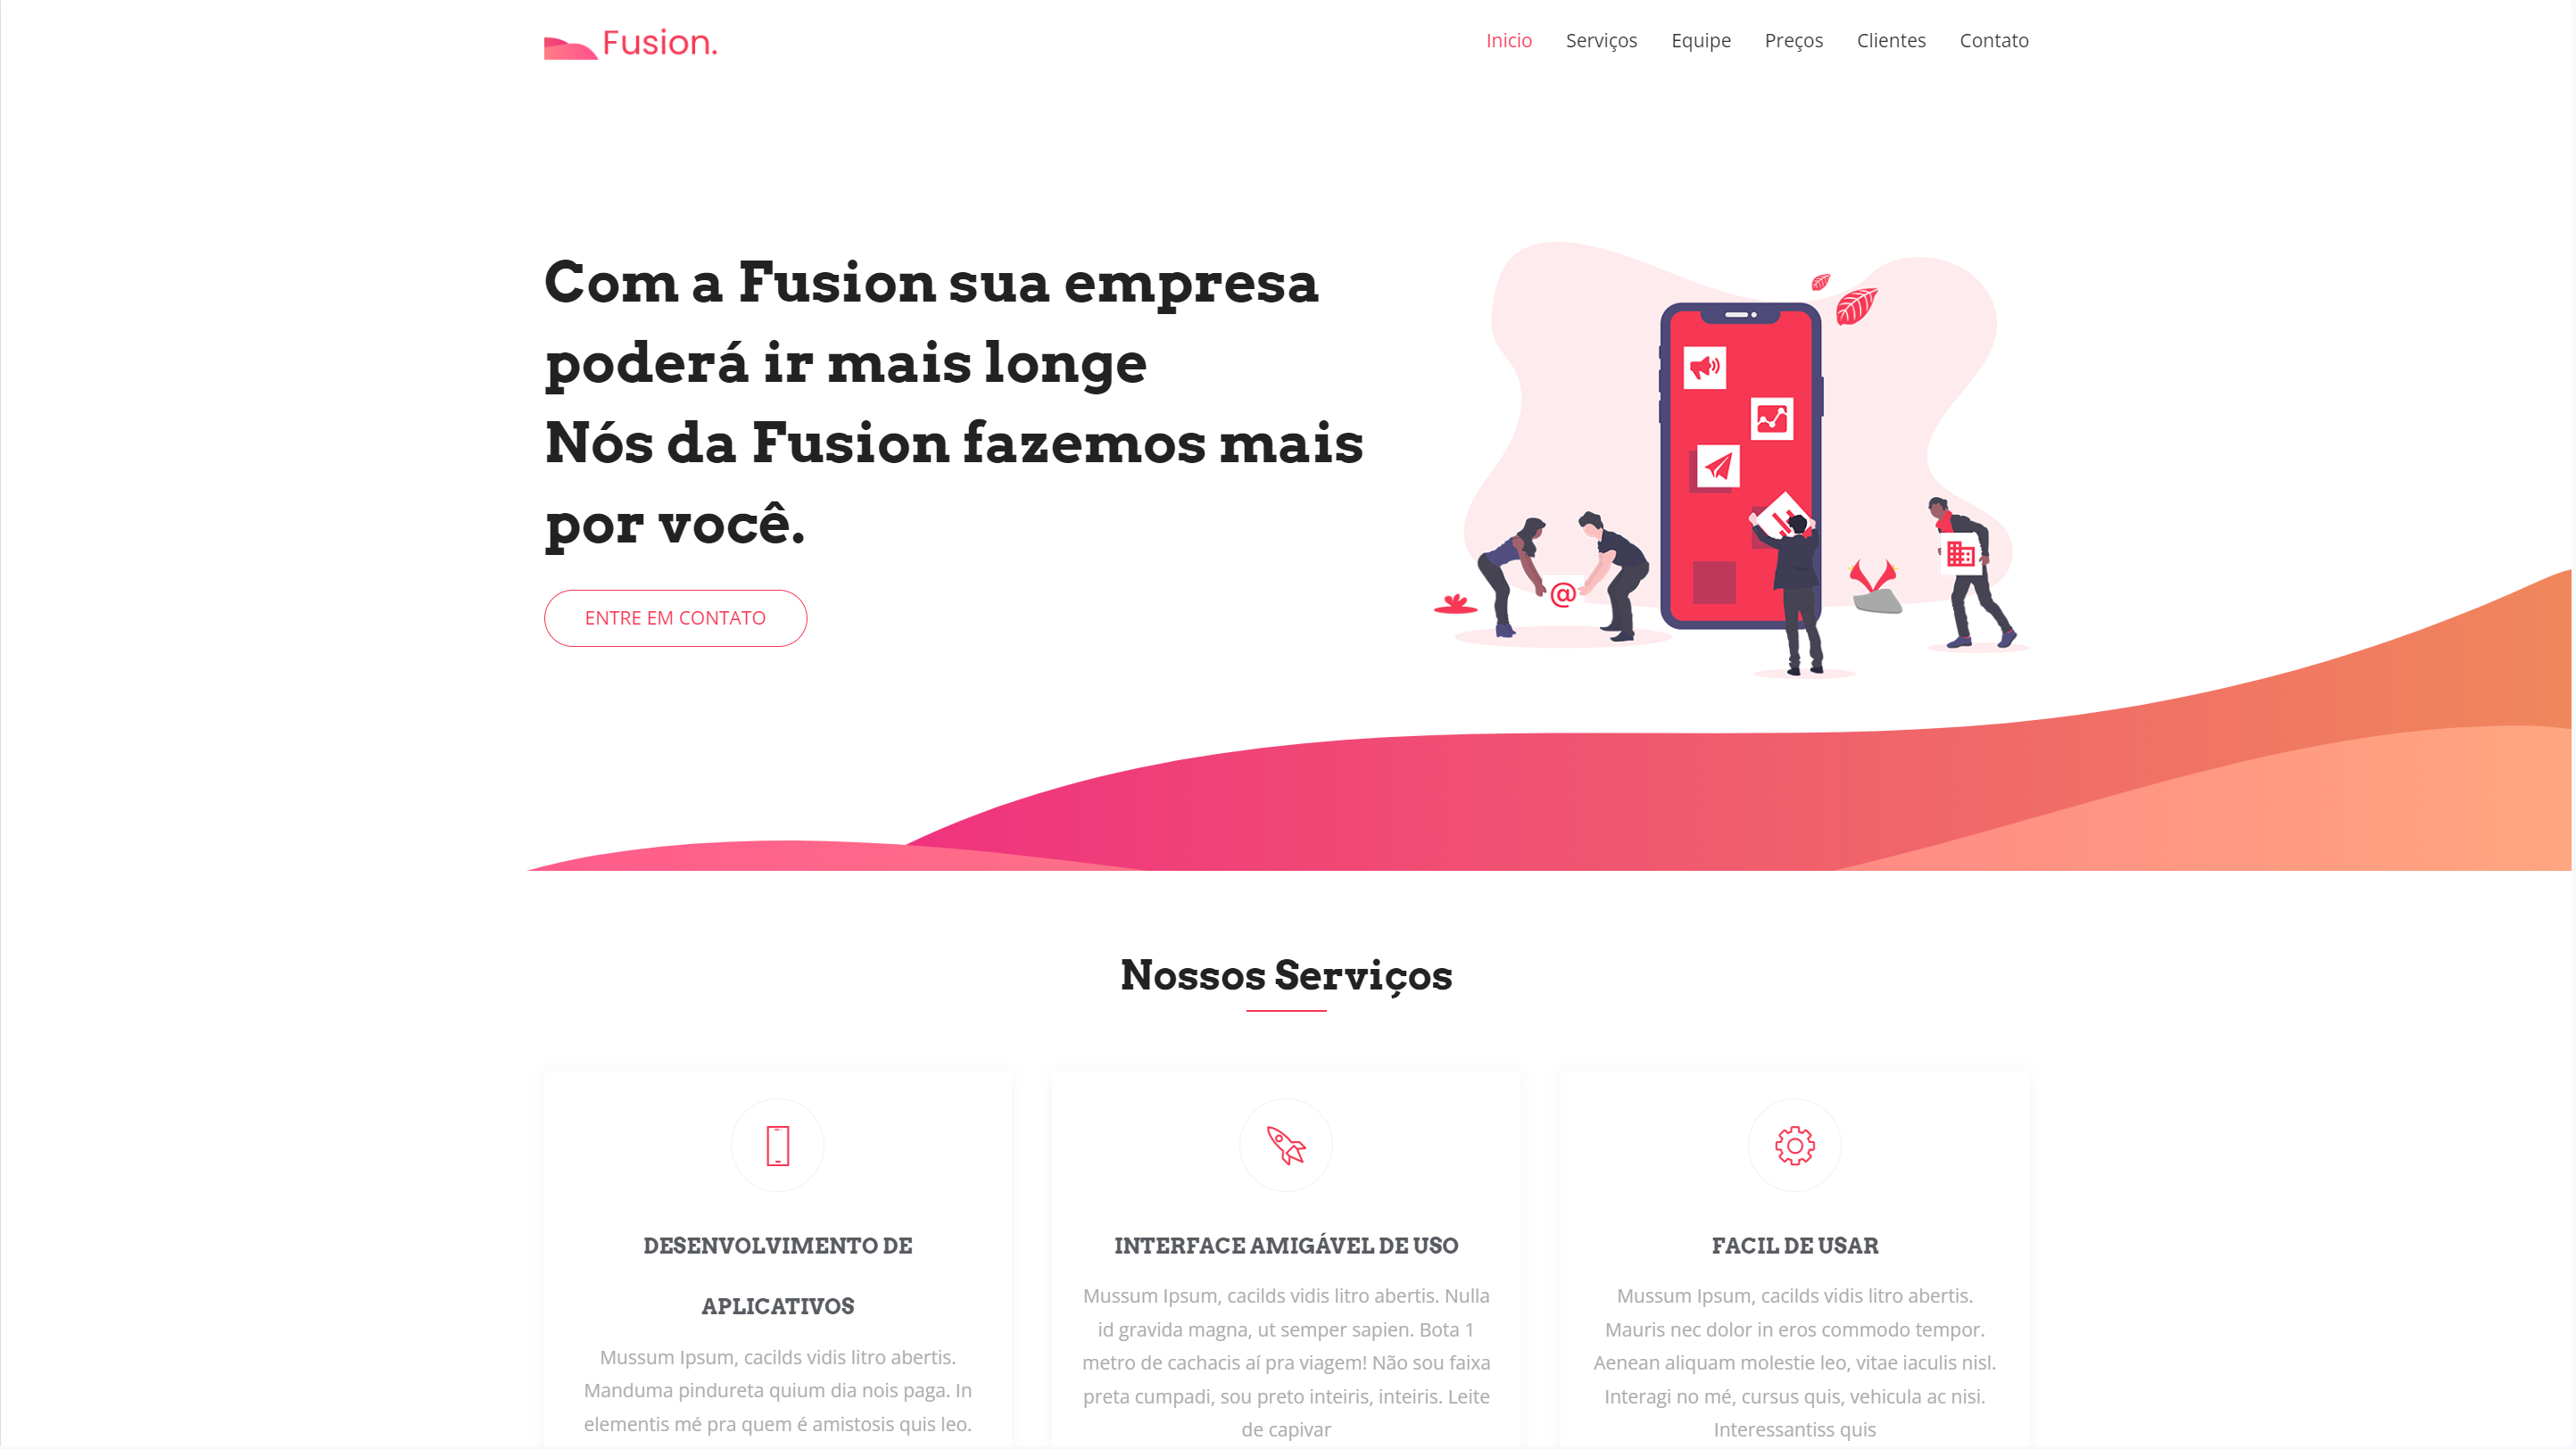 Fusion.
Inicio
Serviços
Equipe
Preços
Clientes
Contato
Com a Fusion sua empresa
poderá ir mais longe
Nós da Fusion fazemos mais
por você.
ENTRE EM CONTATO
@
Nossos Serviços
DESENVOLVIMENTO DE
APLICATIVOS
Mussum Ipsum, cacilds vidis litro abertis.
Manduma pindureta quium dia nois paga. In
elementis mé pra quem é amistosis quis leo.
INTERFACE AMIGÁVEL DE USO
Mussum Ipsum, cacilds vidis litro abertis. Nulla
id gravida magna, ut semper sapien. Bota 1
metro de cachacis aí pra viagem! Não sou faixa
preta cumpadi, sou preto inteiris, inteiris. Leite
de capivar
FACIL DE USAR
Mussum Ipsum, cacilds vidis litro abertis.
Mauris nec dolor in eros commodo tempor.
Aenean aliquam molestie leo, vitae iaculis nisl.
Interagi no mé, cursus quis, vehicula ac nisi.
Interessantiss quis